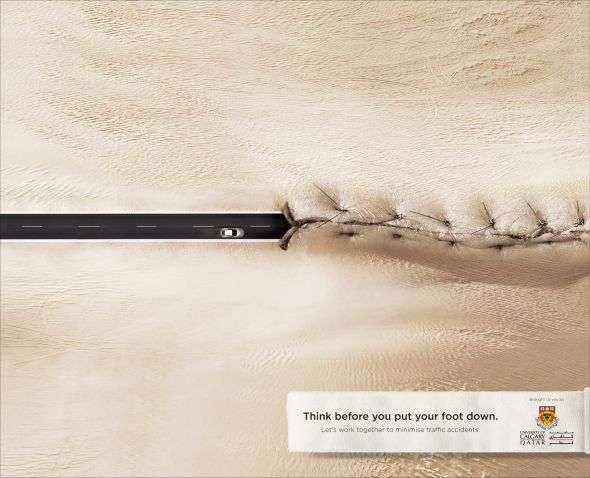 Brought to you by
Think before you put your foot down.
Let's work together to minimise traffic accidents
UNIVERSITY OF
CALGARY
QATAR